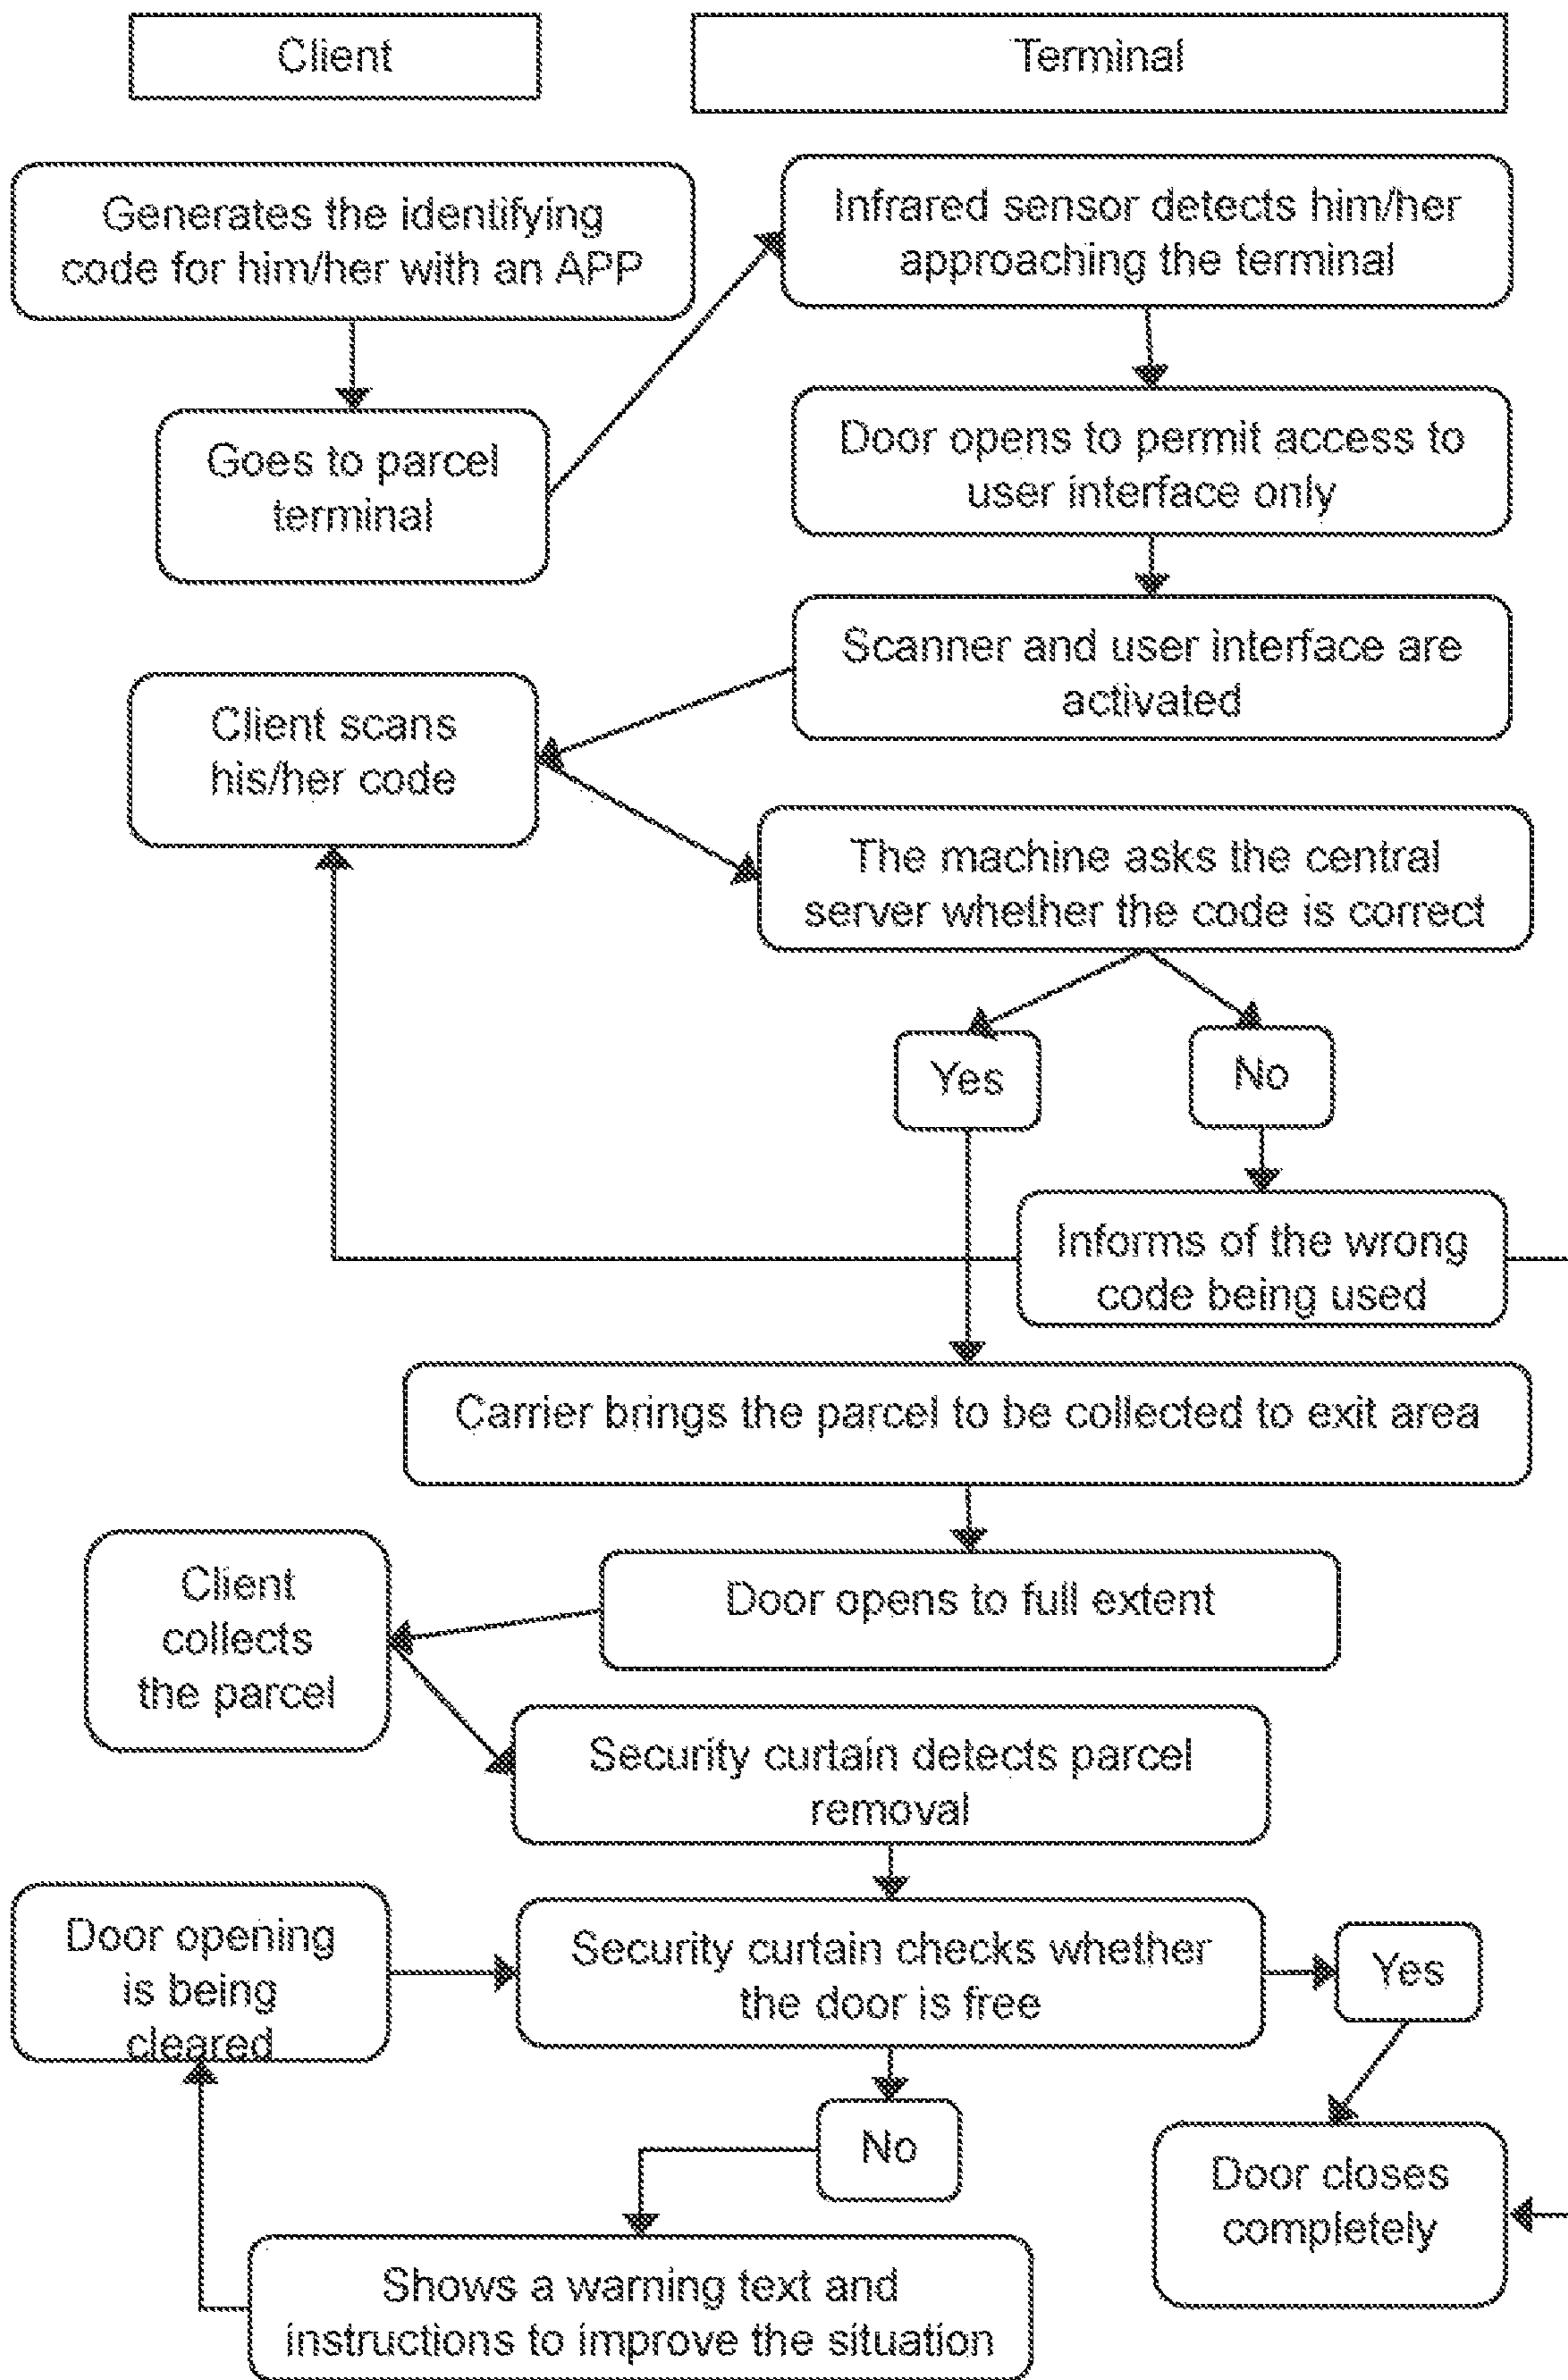 Client
Terminal
Generates the identifying
code for him/her with an APP
Infrared sensor detects him/her
approaching the terminal
Goes to parcel
terminal
Door opens to permit access to
user interface only
Scanner and user interface are
activated
Client scans
his/her code
The machine asks the central
server whether the code is correct
Yes
No
Informs of the wrong
code being used
Carrier brings the parcel to be collected to exit area
Door opens to full extent
Client
collects
the parcel
Security curtain detects parcel
removal
Door opening
is being
cleared
Security curtain checks whether
the door is free
Yes
No
Door closes
completely
Shows a warning text and
instructions to improve the situation